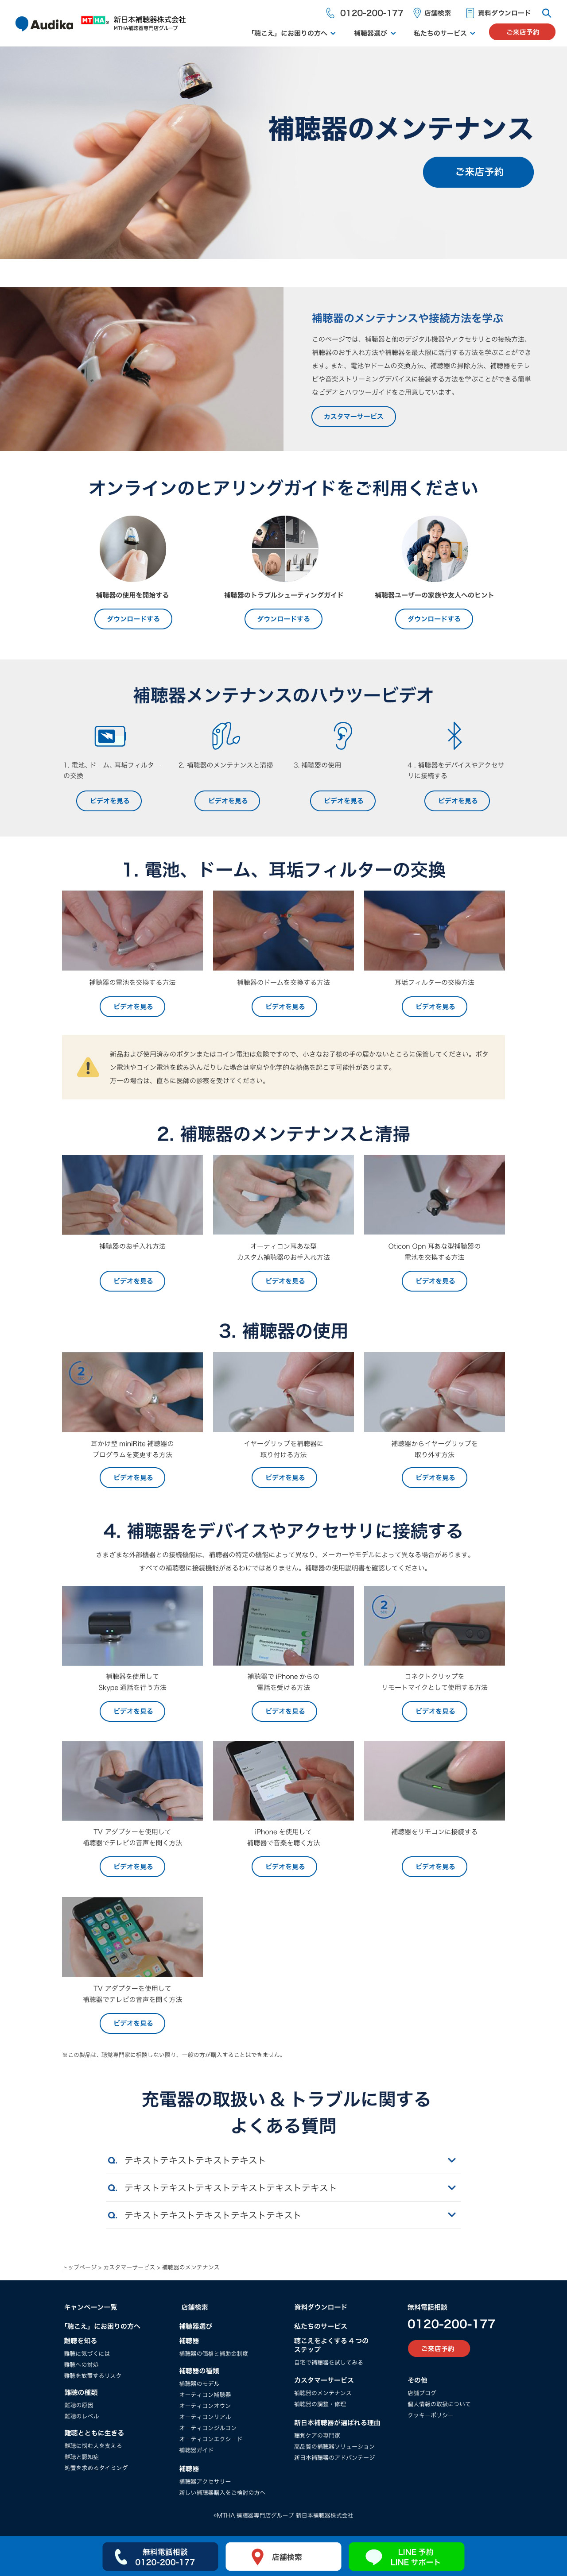 Audika
MTHA 新日本補聴器株式会社
MTHA補聴器専門店グループ
0120-200-177 店舗検索 資料ダウンロード
「聴こえ」にお困りの方へ 補聴器選び 私たちのサービス ご来店予約
補聴器のメンテナンス
ご来店予約
補聴器のメンテナンスや接続方法を学ぶ
このページでは、補聴器と他のデジタル機器やアクセサリとの接続方法、
補聴器のお手入れ方法や補聴器を最大限に活用する方法を学ぶことができ
ます。また、電池やドームの交換方法、補聴器の掃除方法、補聴器をテレ
ビや音楽ストリーミングデバイスに接続する方法を学ぶことができる簡単
なビデオとハウツーガイドをご用意しています。
カスタマーサービス
オンラインのヒアリングガイドをご利用ください
補聴器の使用を開始する 補聴器のトラブルシューティングガイド 補聴器ユーザーの家族や友人へのヒント
ダウンロードする ダウンロードする ダウンロードする
補聴器メンテナンスのハウツービデオ
1. 電池、ドーム、耳垢フィルター
の交換
2. 補聴器のメンテナンスと清掃
3. 補聴器の使用
4 . 補聴器をデバイスやアクセサ
リに接続する
ビデオを見る ビデオを見る ビデオを見る ビデオを見る
1. 電池、ドーム、耳垢フィルターの交換
補聴器の電池を交換する方法 補聴器のドームを交換する方法 耳垢フィルターの交換方法
ビデオを見る ビデオを見る ビデオを見る
新品および使用済みのボタンまたはコイン電池は危険ですので、小さなお子様の手の届かないところに保管してください。ボタ
ン電池やコイン電池を飲み込んだりした場合は窒息や化学的な熱傷を起こす可能性があります。
万一の場合は、直ちに医師の診察を受けてください。
2. 補聴器のメンテナンスと清掃
補聴器のお手入れ方法
オーティコン耳あな型
カスタム補聴器のお手入れ方法
Oticon Opn 耳あな型補聴器の
電池を交換する方法
ビデオを見る ビデオを見る ビデオを見る
3. 補聴器の使用
2
耳かけ型 miniRite 補聴器の
プログラムを変更する方法
イヤーグリップを補聴器に
取り付ける方法
補聴器からイヤーグリップを
取り外す方法
ビデオを見る ビデオを見る ビデオを見る
4. 補聴器をデバイスやアクセサリに接続する
さまざまな外部機器との接続機能は、補聴器の特定の機能によって異なり、メーカーやモデルによって異なる場合があります。
すべての補聴器に接続機能があるわけではありません。補聴器の使用説明書を確認してください。
2
補聴器を使用して
Skype 通話を行う方法
補聴器で iPhone からの
電話を受ける方法
コネクトクリップを
リモートマイクとして使用する方法
ビデオを見る ビデオを見る ビデオを見る
TV アダプターを使用して
補聴器でテレビの音声を聞く方法
iPhone を使用して
補聴器で音楽を聴く方法
補聴器をリモコンに接続する
ビデオを見る ビデオを見る ビデオを見る
TV アダプターを使用して
補聴器でテレビの音声を聞く方法
ビデオを見る
※この製品は、聴覚専門家に相談しない限り、一般の方が購入することはできません。
充電器の取扱い & トラブルに関する
よくある質問
Q. テキストテキストテキストテキスト
Q. テキストテキストテキストテキストテキストテキスト
Q. テキストテキストテキストテキストテキスト
トップページ > カスタマーサービス > 補聴器のメンテナンス
キャンペーン一覧
「聴こえ」にお困りの方へ
難聴を知る
難聴に気づくには
難聴への対処
難聴を放置するリスク
難聴の種類
難聴の原因
難聴のレベル
難聴とともに生きる
難聴に悩む人を支える
難聴と認知症
処置を求めるタイミング
店舗検索
補聴器選び
補聴器
補聴器の価格と補助金制度
補聴器の種類
補聴器のモデル
オーティコン補聴器
オーティコンオウン
オーティコンリアル
オーティコンジルコン
オーティコンエクシード
補聴器ガイド
補聴器
補聴器アクセサリー
新しい補聴器購入をご検討の方へ
資料ダウンロード
私たちのサービス
聴こえをよくする 4 つの
ステップ
自宅で補聴器を試してみる
カスタマーサービス
補聴器のメンテナンス
補聴器の調整・修理
新日本補聴器が選ばれる理由
聴覚ケアの専門家
高品質の補聴器ソリューション
新日本補聴器のアドバンテージ
無料電話相談
0120-200-177
ご来店予約
その他
店舗ブログ
個人情報の取扱について
クッキーポリシー
©MTHA 補聴器専門店グループ 新日本補聴器株式会社
無料電話相談
0120-200-177
店舗検索
LINE 予約
LINE サポート